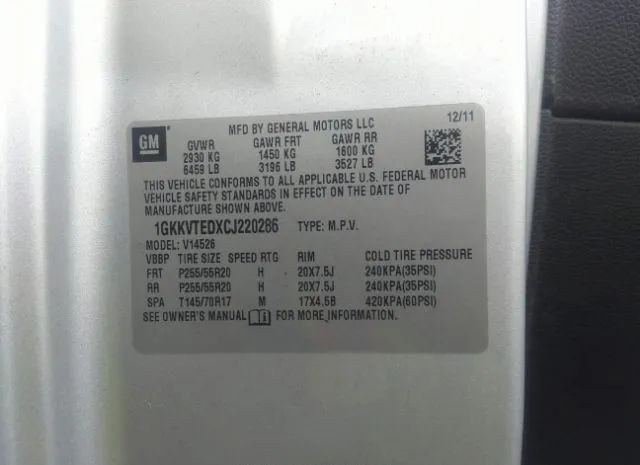 GM
MFD BY GENERAL MOTORS LLC 12/11
GVWR GAWR FRT GAWR RR
2930 KG 1450 KG 1600 KG
6459 LB 3196 LB 3527 LB
THIS VEHICLE CONFORMS TO ALL APPLICABLE U.S. FEDERAL MOTOR
VEHICLE SAFETY STANDARDS IN EFFECT ON THE DATE OF
MANUFACTURE SHOWN ABOVE.
1GKKVTEDXCJ220286 TYPE: M.P.V.
MODEL: V14526
VBBP TIRE SIZE SPEED RTG RIM COLD TIRE PRESSURE
FRT P255/55R20 H 20X7.5J 240KPA(35PSI)
RR P255/55R20 H 20X7.5J 240KPA(35PSI)
SPA T145/70R17 M 17X4.5B 420KPA(60PSI)
SEE OWNER'S MANUAL FOR MORE INFORMATION.